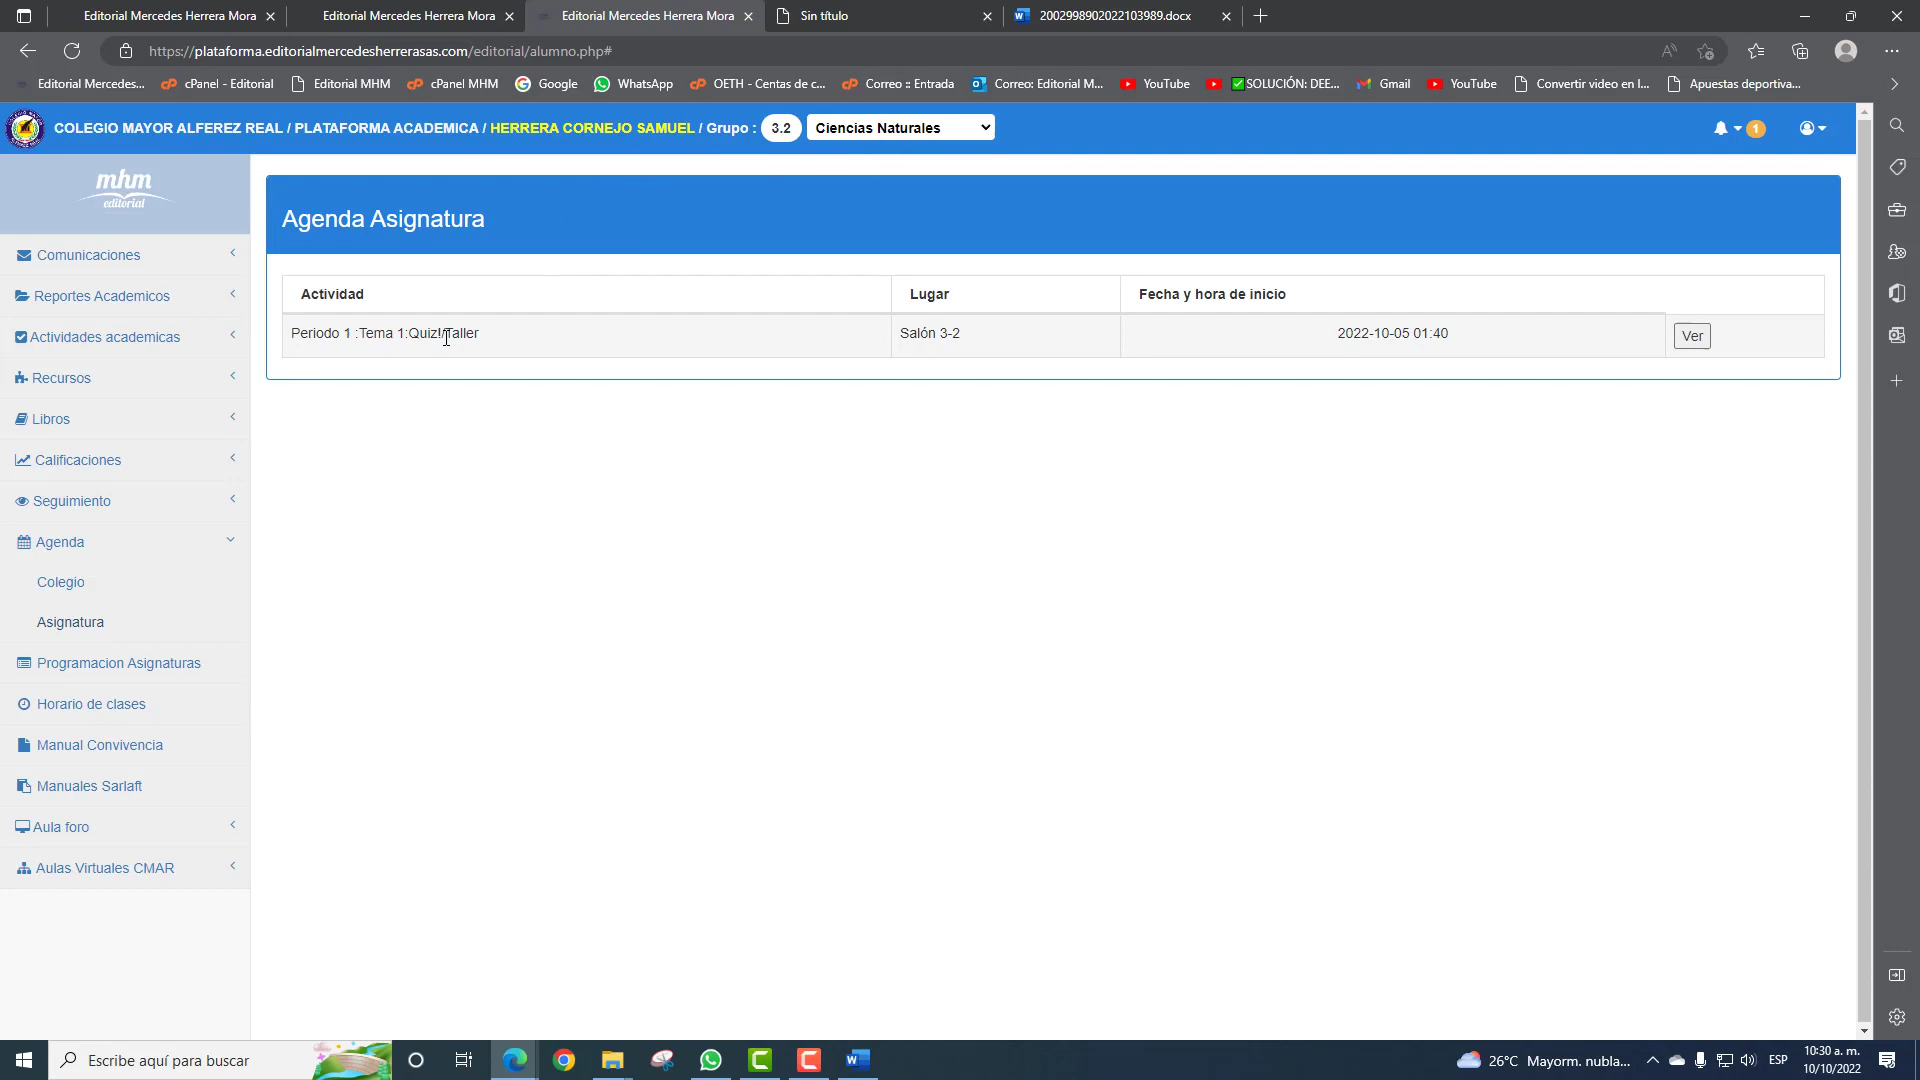 Editorial Mercedes Herrera Mora
Editorial Mercedes Herrera Mora
Editorial Mercedes Herrera Mora
Sin título
2002998902022103989.docx
https://plataforma.editorialmercedesherrerasas.com/editorial/alumno.php#
Editorial Mercedes...
cPanel - Editorial
Editorial MHM
cPanel MHM
Google
WhatsApp
OETH - Centas de c...
Correo :: Entrada
Correo: Editorial M...
YouTube
SOLUCIÓN: DEE...
Gmail
YouTube
Convertir video en l...
Apuestas deportiva...
COLEGIO MAYOR ALFEREZ REAL / PLATAFORMA ACADEMICA / HERRERA CORNEJO SAMUEL / Grupo : 3.2 Ciencias Naturales
1
mhm
editorial
Comunicaciones
Reportes Academicos
Actividades academicas
Recursos
Libros
Calificaciones
Seguimiento
Agenda
Colegio
Asignatura
Programacion Asignaturas
Horario de clases
Manual Convivencia
Manuales Sarlaft
Aula foro
Aulas Virtuales CMAR
Agenda Asignatura
Actividad Lugar Fecha y hora de inicio
Periodo 1 :Tema 1:Quiz!/Taller Salón 3-2 2022-10-05 01:40 Ver
Escribe aquí para buscar
26°C Mayorm. nubla...
ESP
10:30 a. m.
10/10/2022